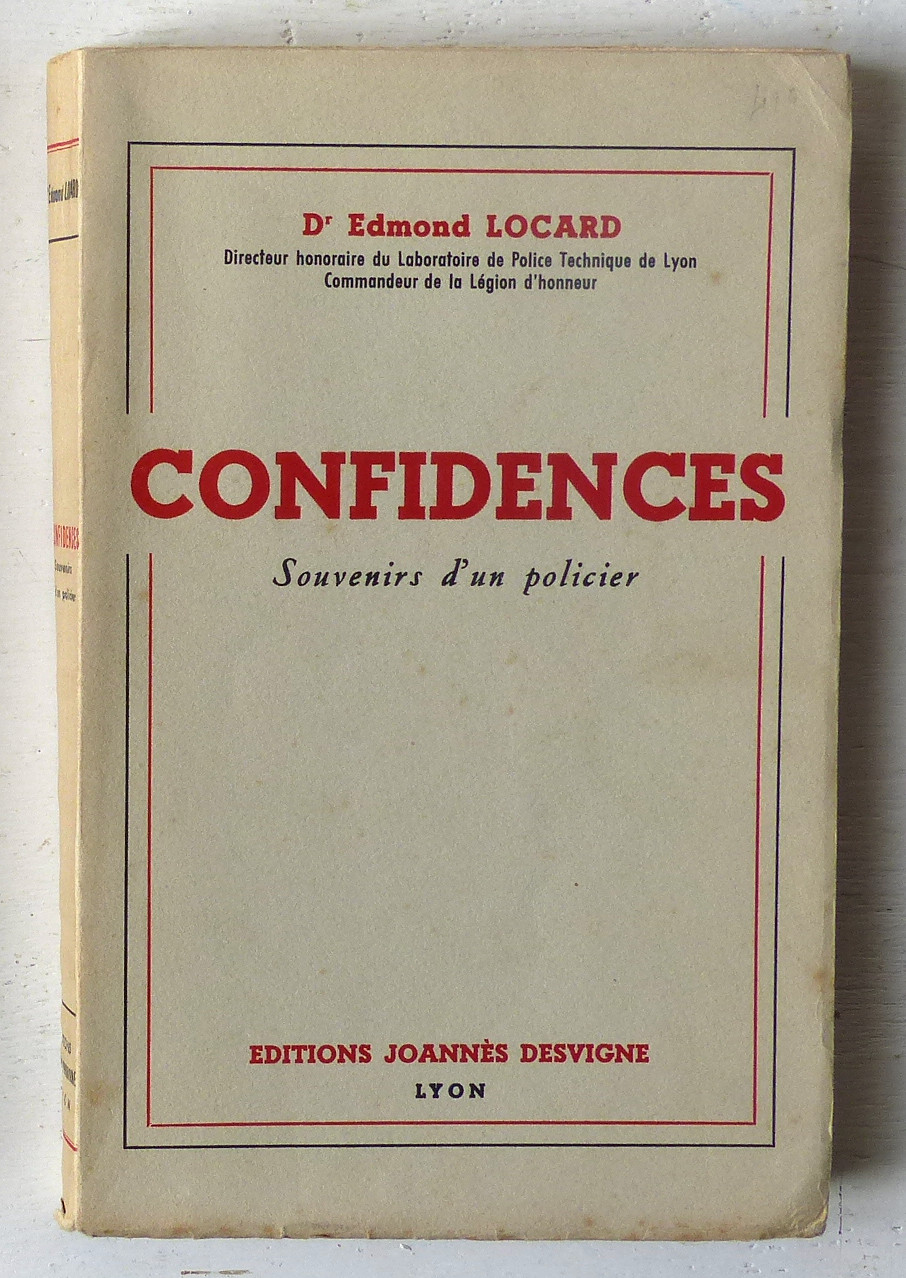 Dr Edmond LOCARD
Directeur honoraire du Laboratoire de Police Technique de Lyon
Commandeur de la Légion d'honneur
CONFIDENCES
Souvenirs d'un policier
EDITIONS JOANNÈS DESVIGNE
LYON